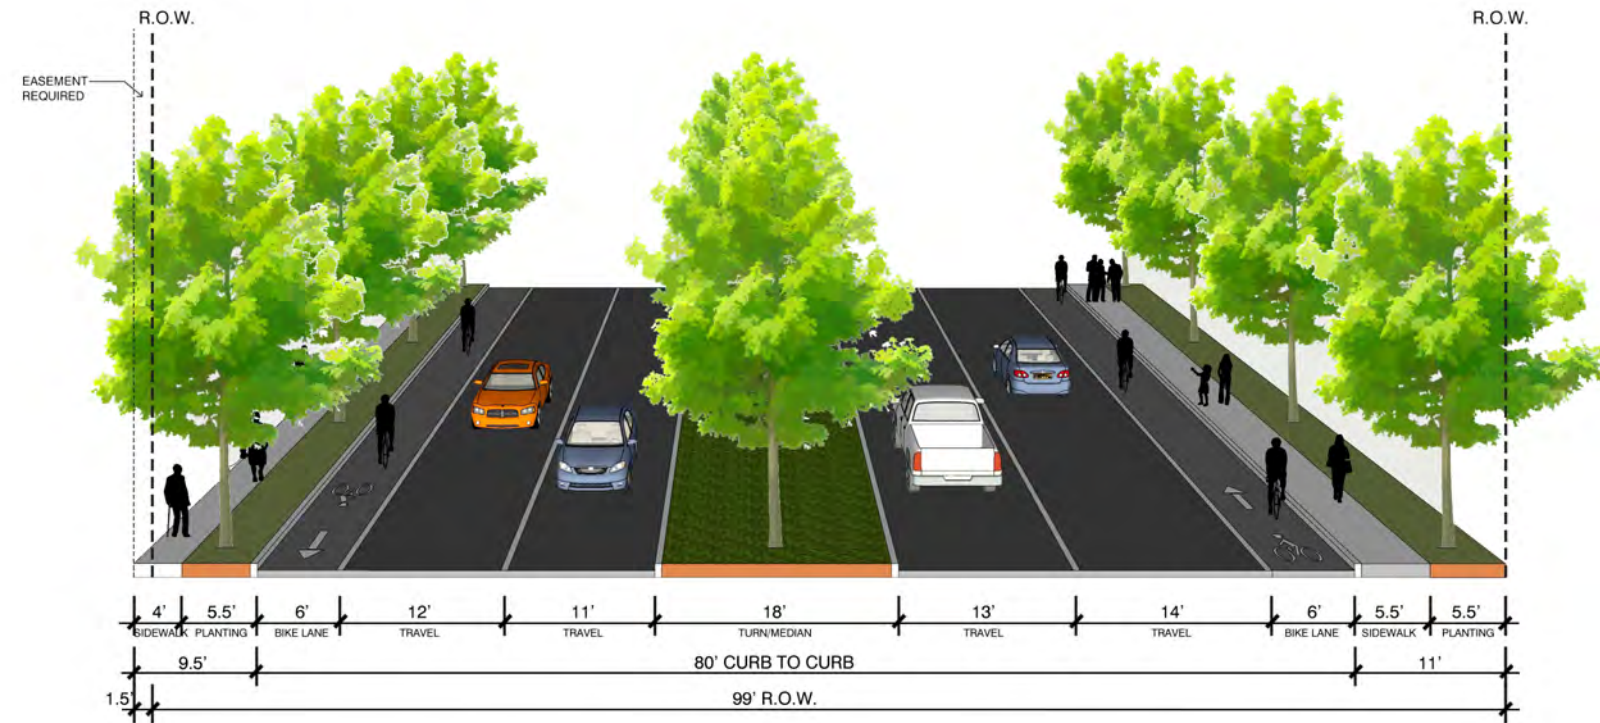 R.O.W.
R.O.W.
EASEMENT
REQUIRED
4' 5.5' 6' 12' 11' 18' 13' 14' 6' 5.5' 5.5'
SIDEWALK PLANTING BIKE LANE TRAVEL TRAVEL TURN/MEDIAN TRAVEL TRAVEL BIKE LANE SIDEWALK PLANTING
9.5' 80' CURB TO CURB 11'
1.5' 99' R.O.W.